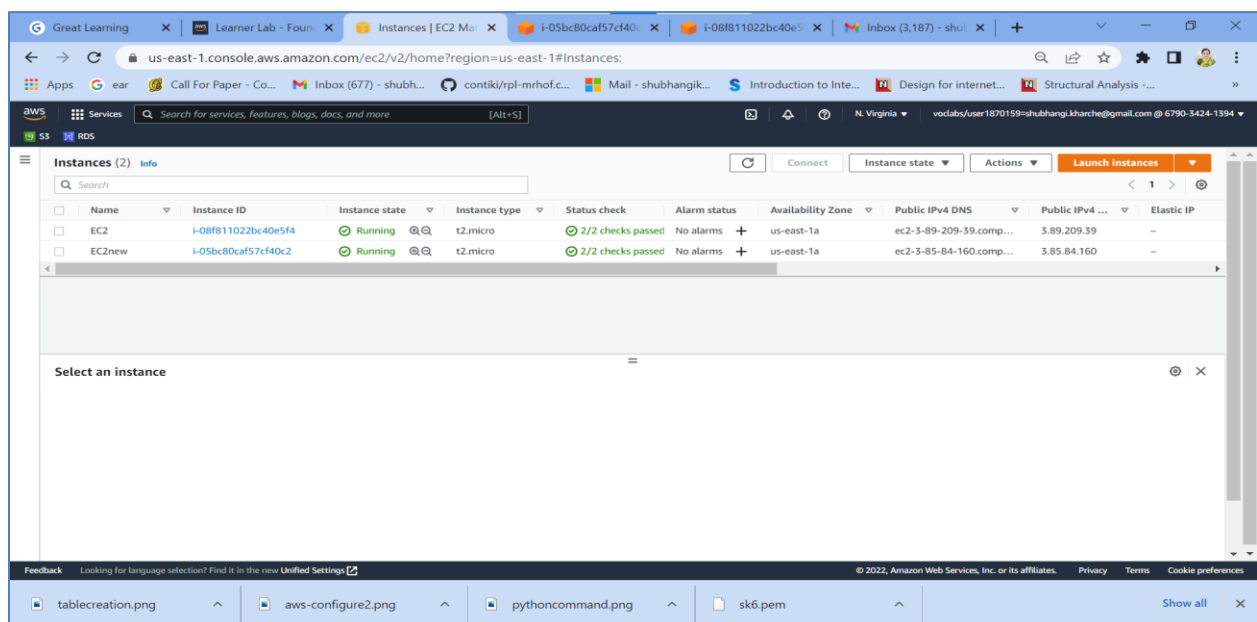 Great Learning Learner Lab - Foun Instances | EC2 Ma i-05bc80caf57cf40c i-08f811022bc40e5 Inbox (3,187) - shul
us-east-1.console.aws.amazon.com/ec2/v2/home?region=us-east-1#Instances:
Apps ear Call For Paper - Co... Inbox (677) - shubh... contiki/rpl-mrhof.c... Mail - shubhangik... Introduction to Inte... Design for internet... Structural Analysis -... »
aws Services Search for services, features, blogs, docs, and more [Alt+S] N. Virginia ▼ voclabs/user1870159=shubhangi.kharche@gmail.com @ 6790-3424-1394 ▼
S3 RDS
Instances (2) Info Connect Instance state ▼ Actions ▼ Launch instances ▼
Search < 1 >
Name Instance ID Instance state Instance type Status check Alarm status Availability Zone Public IPv4 DNS Public IPv4 ... Elastic IP
EC2 i-08f811022bc40e5f4 Running t2.micro 2/2 checks passed No alarms + us-east-1a ec2-3-89-209-39.comp... 3.89.209.39 –
EC2new i-05bc80caf57cf40c2 Running t2.micro 2/2 checks passed No alarms + us-east-1a ec2-3-85-84-160.comp... 3.85.84.160 –
Select an instance
Feedback Looking for language selection? Find it in the new Unified Settings © 2022, Amazon Web Services, Inc. or its affiliates. Privacy Terms Cookie preferences
tablecreation.png aws-configure2.png pythoncommand.png sk6.pem Show all